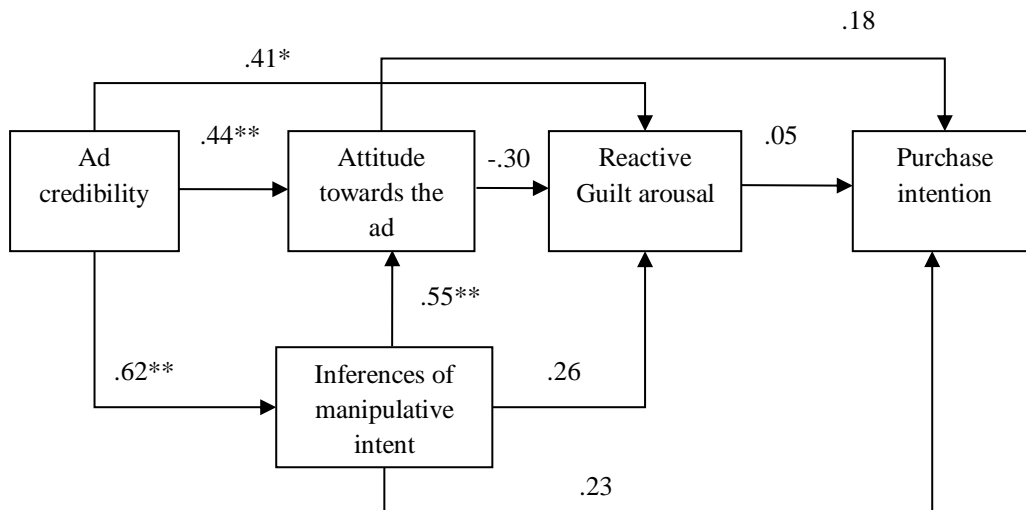 .18
.41*
.44**
-.30
.05
Ad
credibility
Attitude
towards the
ad
Reactive
Guilt arousal
Purchase
intention
.55**
.62**
.26
Inferences of
manipulative
intent
.23